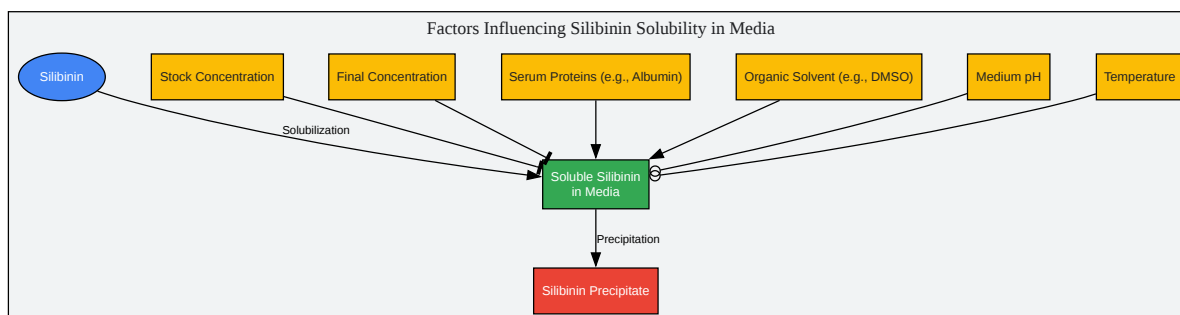 Factors Influencing Silibinin Solubility in Media
Silibinin
Stock Concentration
Final Concentration
Serum Proteins (e.g., Albumin)
Organic Solvent (e.g., DMSO)
Medium pH
Temperature
Solubilization
Soluble Silibinin
in Media
Precipitation
Silibinin Precipitate